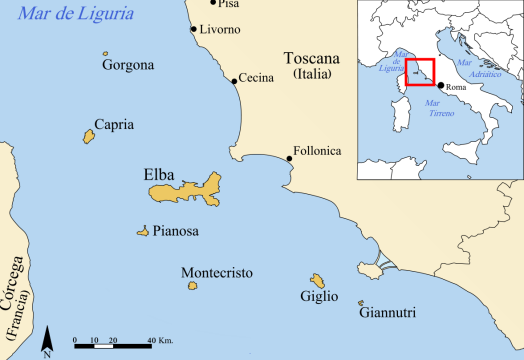 Mar de Liguria
Pisa
Livorno
Gorgona
Toscana
(Italia)
Cecina
Capria
Follonica
Elba
Pianosa
Montecristo
Giglio
Giannutri
Córcega
(Francia)
N
0 10 20 40 Km.
Mar
de
Liguria
Mar
Adriático
Roma
Mar
Tirreno